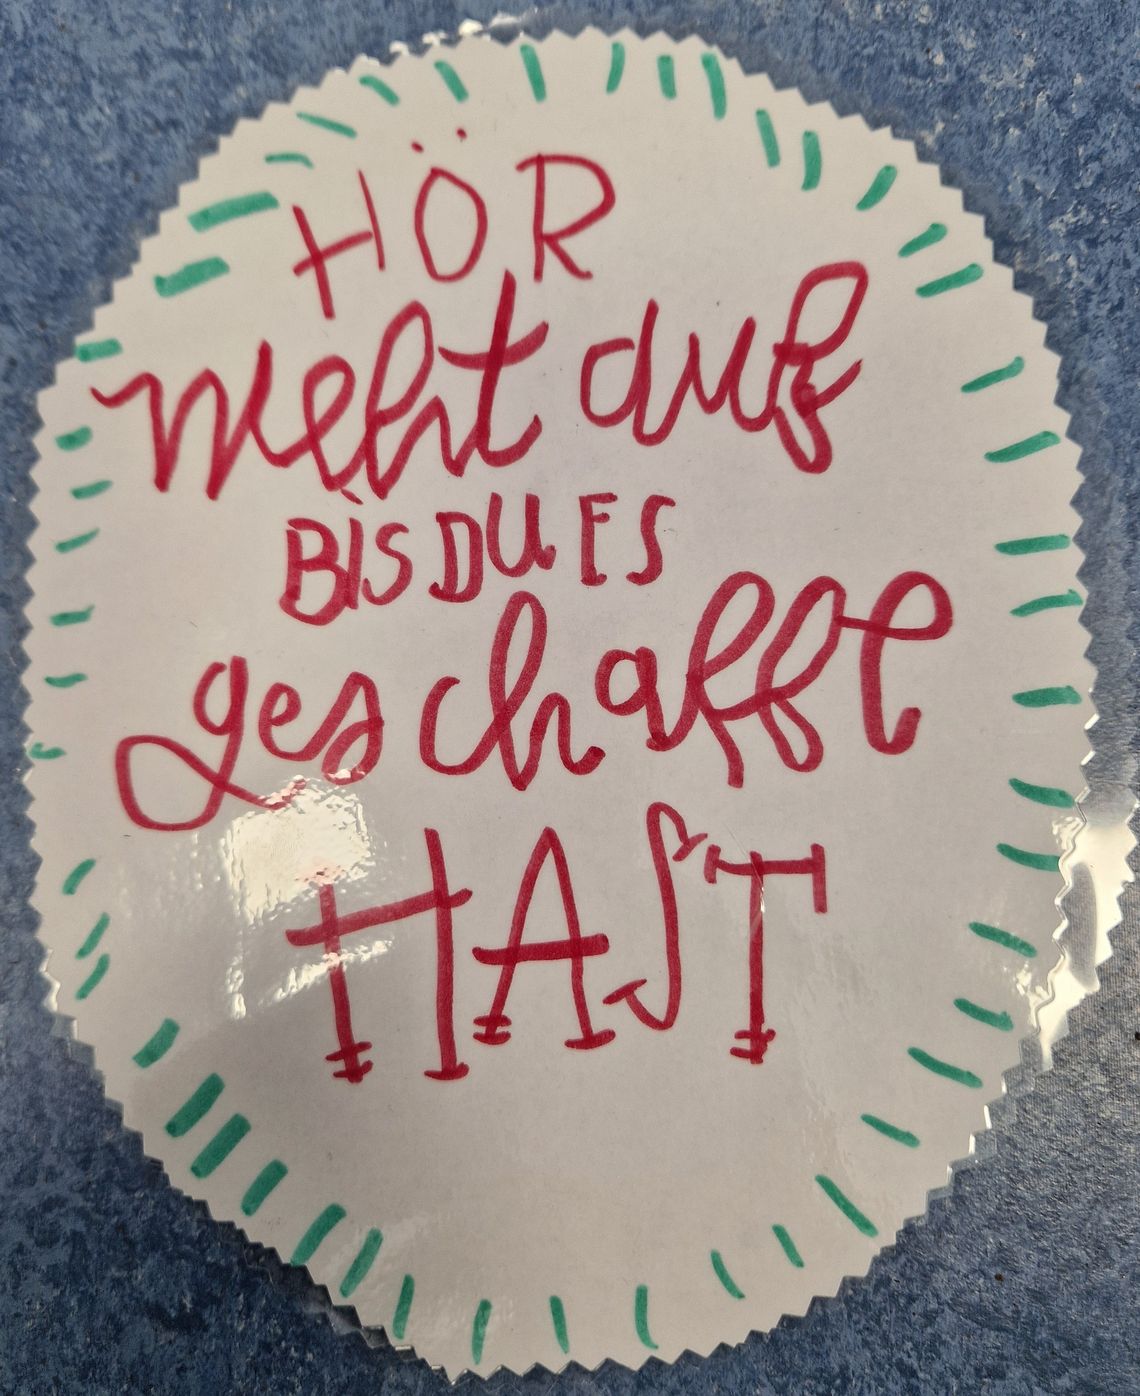 HÖR
nicht auf
BIS DU ES
geschafft
HAST